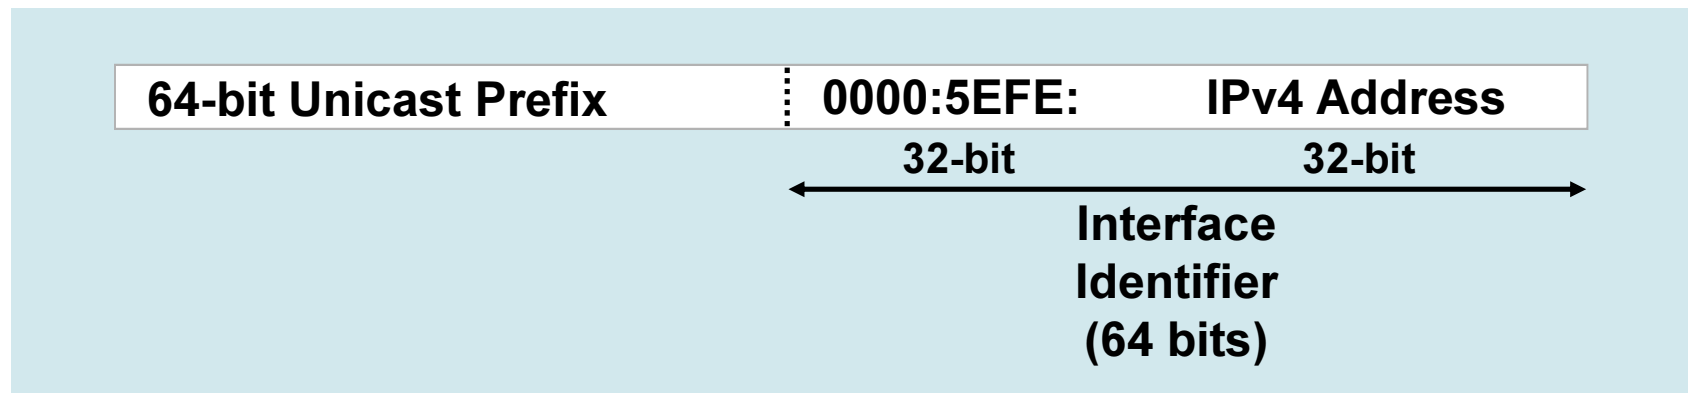 64-bit Unicast Prefix 0000:5EFE: IPv4 Address
32-bit 32-bit
Interface
Identifier
(64 bits)